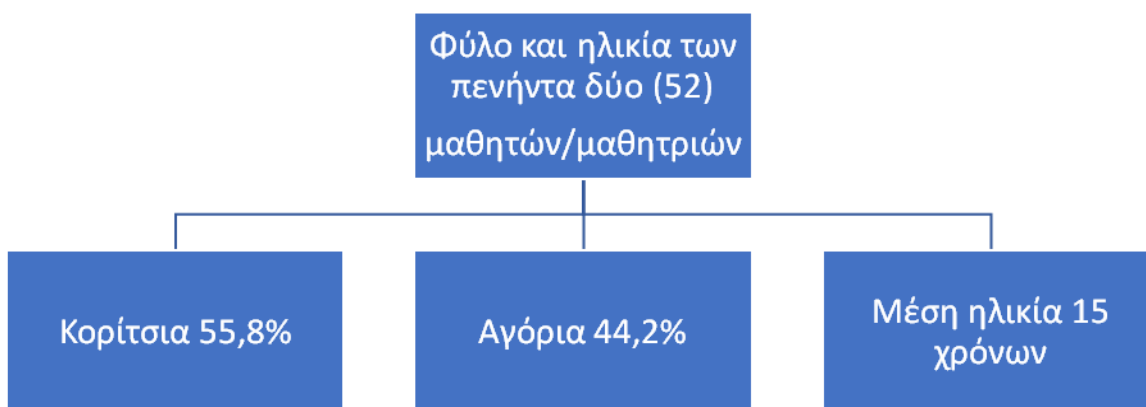 Φύλο και ηλικία των
πενήντα δύο (52)
μαθητών/μαθητριών
Κορίτσια 55,8%
Αγόρια 44,2%
Μέση ηλικία 15
χρόνων